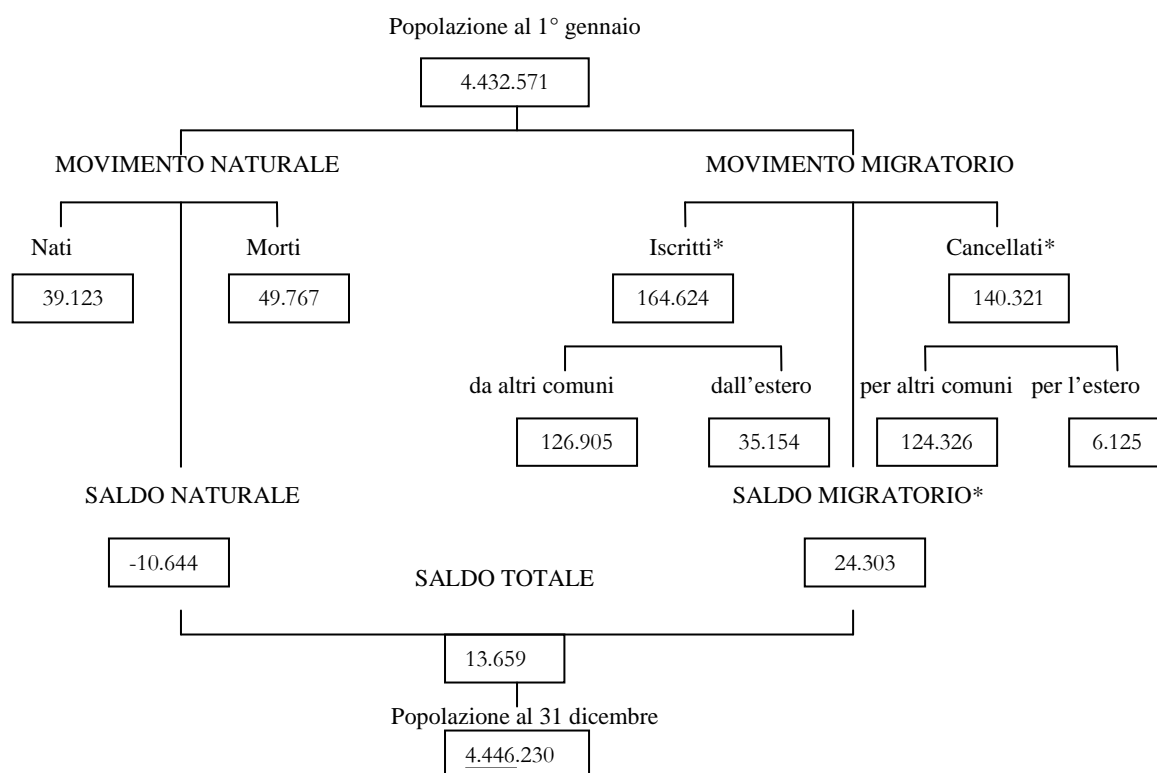 Popolazione al 1° gennaio
4.432.571
MOVIMENTO NATURALE MOVIMENTO MIGRATORIO
Nati Morti Iscritti* Cancellati*
39.123 49.767 164.624 140.321
da altri comuni dall’estero per altri comuni per l’estero
126.905 35.154 124.326 6.125
SALDO NATURALE SALDO MIGRATORIO*
-10.644 24.303
SALDO TOTALE
13.659
Popolazione al 31 dicembre
4.446.230